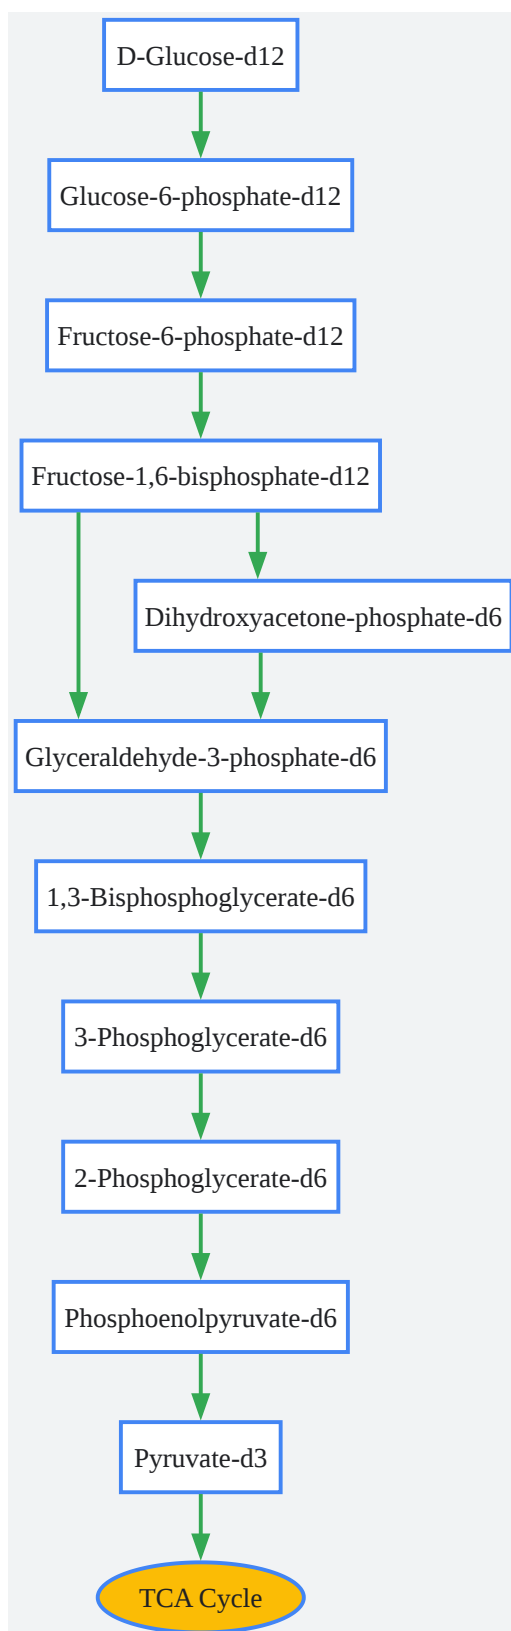 D-Glucose-d12
Glucose-6-phosphate-d12
Fructose-6-phosphate-d12
Fructose-1,6-bisphosphate-d12
Dihydroxyacetone-phosphate-d6
Glyceraldehyde-3-phosphate-d6
1,3-Bisphosphoglycerate-d6
3-Phosphoglycerate-d6
2-Phosphoglycerate-d6
Phosphoenolpyruvate-d6
Pyruvate-d3
TCA Cycle